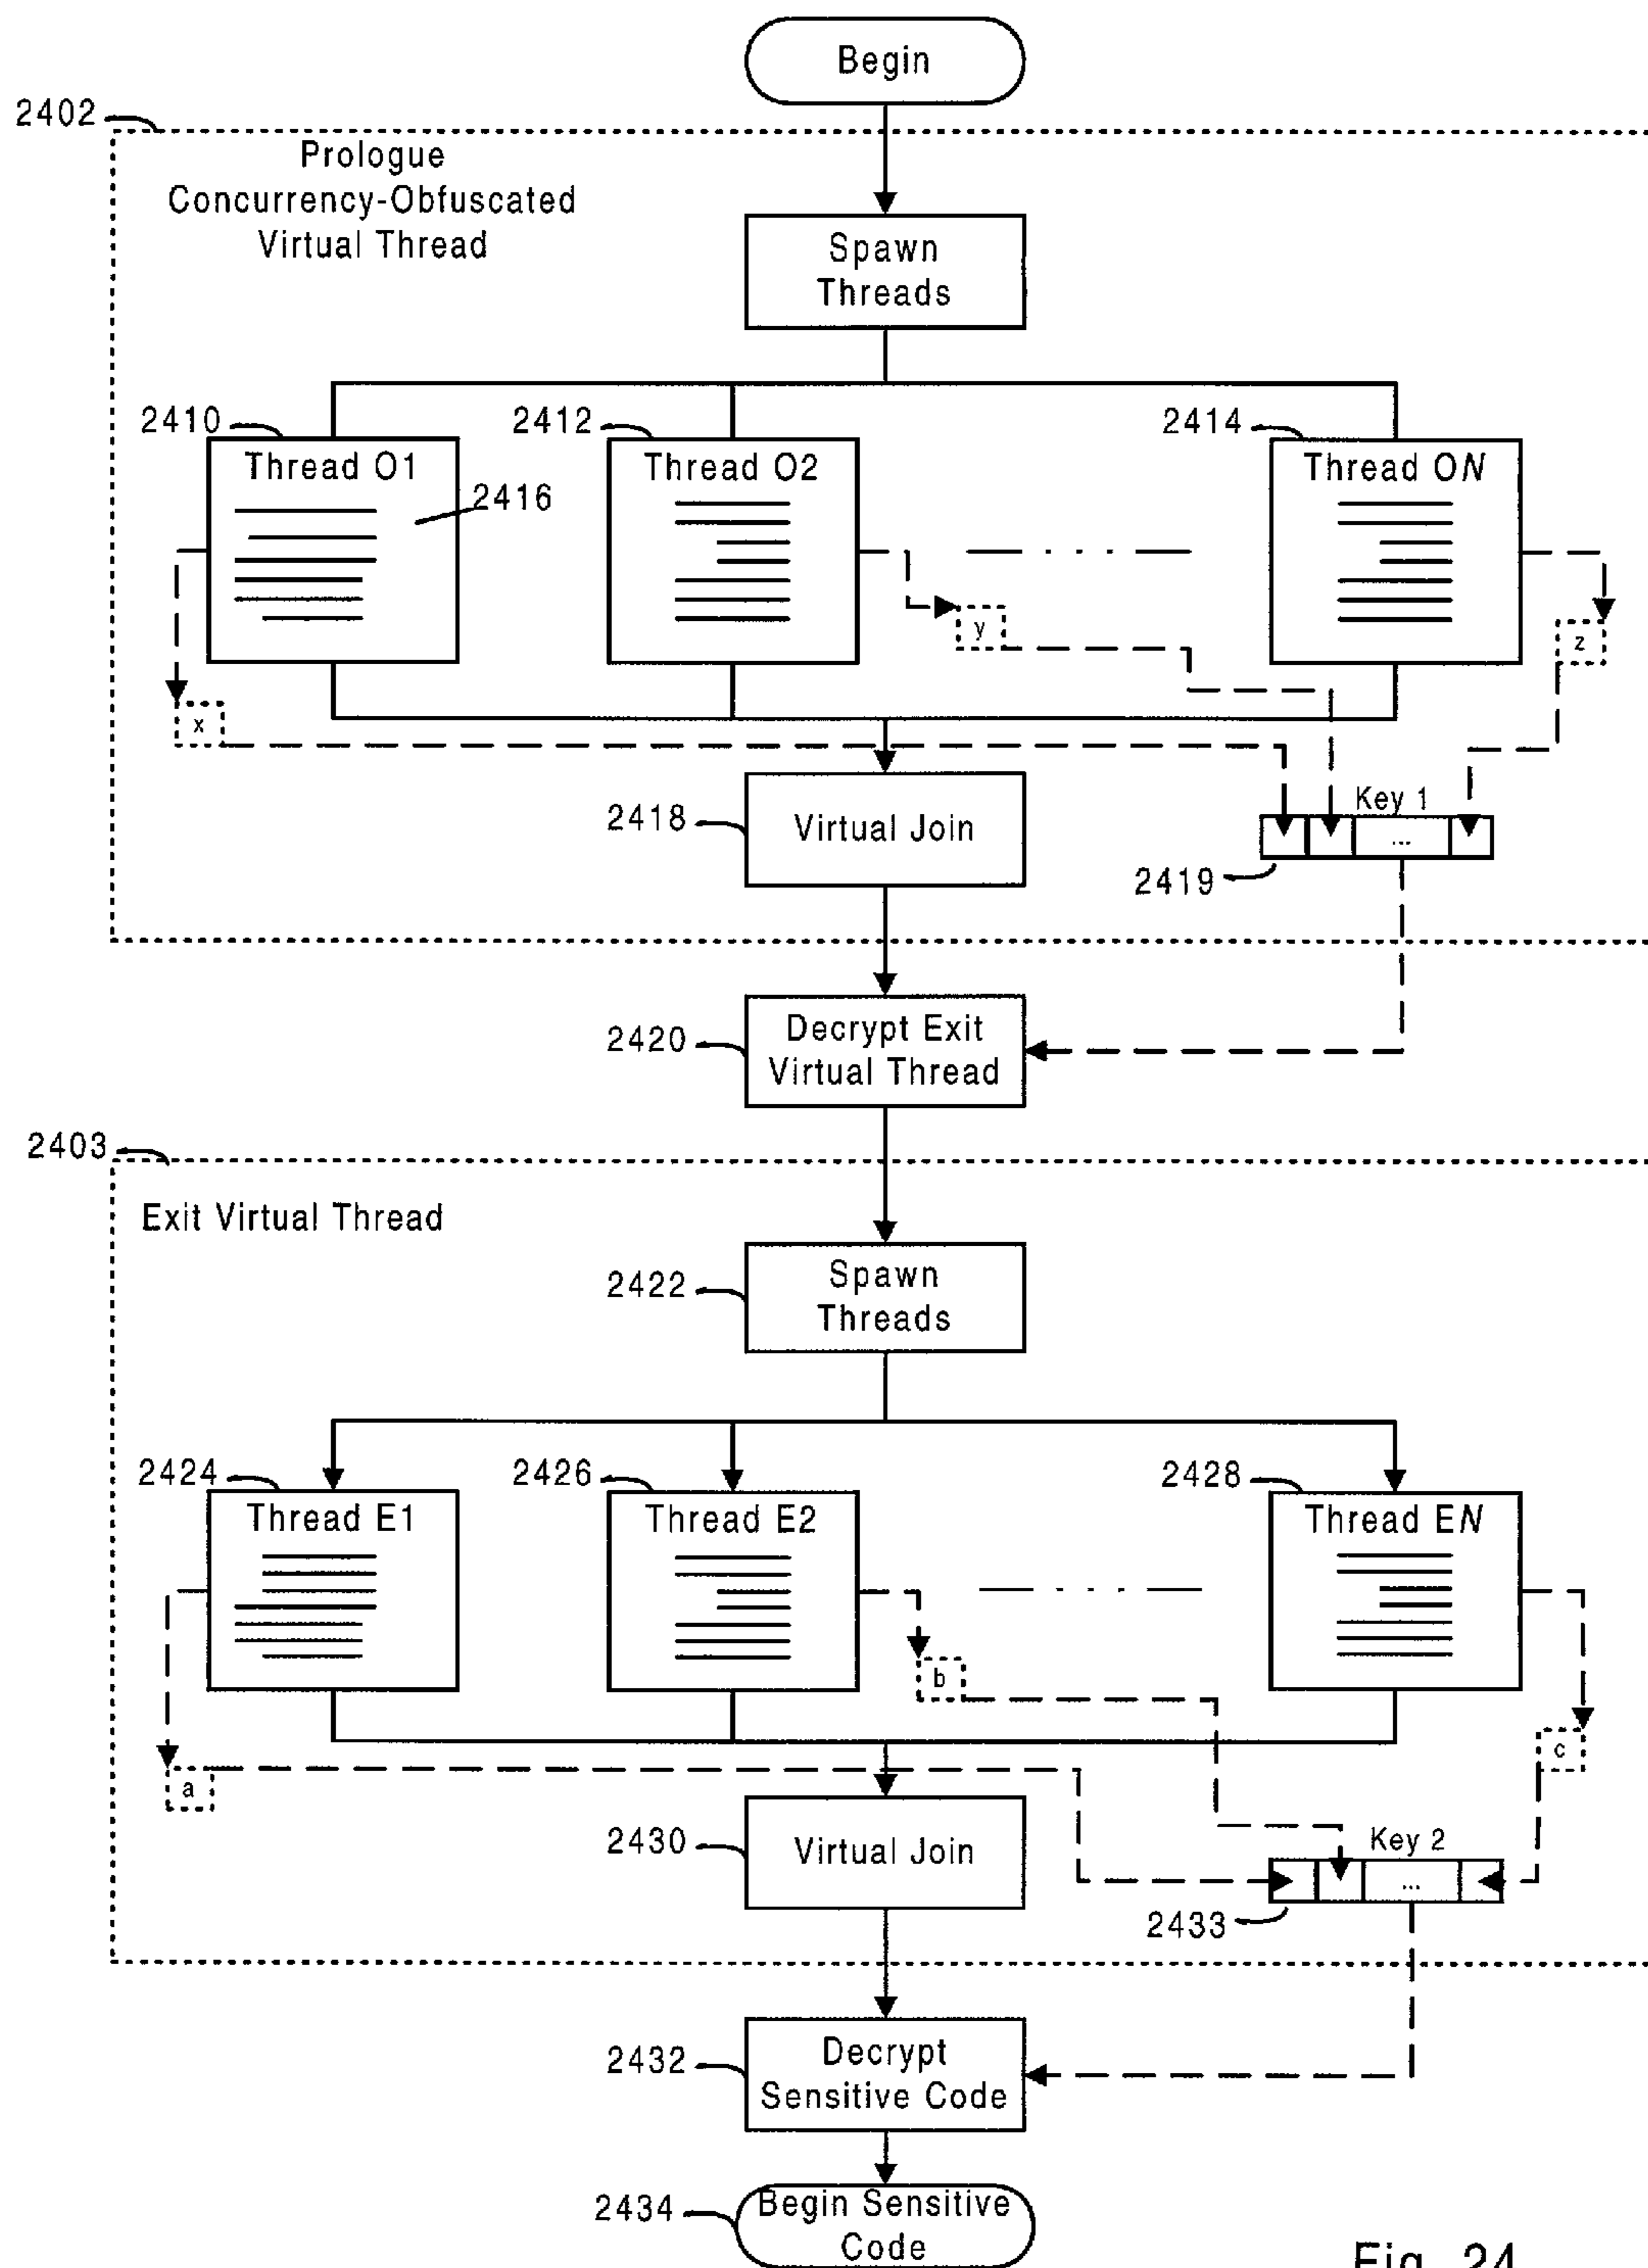 Begin
2402
Prologue
Concurrency-Obfuscated
Virtual Thread
Spawn
Threads
2410
2412
2414
Thread O1
Thread O2
Thread ON
2416
y
z
x
Key 1
2418
Virtual Join
...
2419
2420
Decrypt Exit
Virtual Thread
2403
Exit Virtual Thread
2422
Spawn
Threads
2424
2426
2428
Thread E1
Thread E2
Thread EN
b
c
a
2430
Virtual Join
Key 2
...
2433
2432
Decrypt
Sensitive Code
2434
Begin Sensitive
Code
Fig. 24